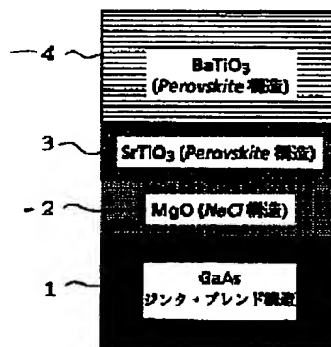 4
BaTiO3
(Perovskite 構造)
3
SrTiO3 (Perovskite 構造)
2
MgO (NaCl 構造)
1
GaAs
ジンク・ブレンド構造